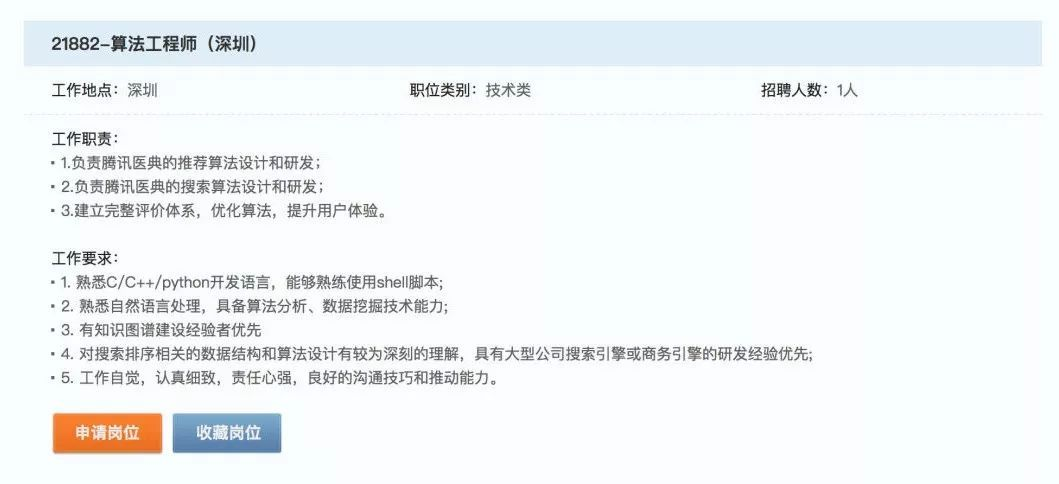 21882-算法工程师（深圳）
工作地点：深圳 职位类别：技术类 招聘人数：1人
工作职责：
• 1.负责腾讯医典的推荐算法设计和研发；
• 2.负责腾讯医典的搜索算法设计和研发；
• 3.建立完整评价体系，优化算法，提升用户体验。
工作要求：
• 1. 熟悉C/C++/python开发语言，能够熟练使用shell脚本;
• 2. 熟悉自然语言处理，具备算法分析、数据挖掘技术能力;
• 3. 有知识图谱建设经验者优先
• 4. 对搜索排序相关的数据结构和算法设计有较为深刻的理解，具有大型公司搜索引擎或商务引擎的研发经验优先;
• 5. 工作自觉，认真细致，责任心强，良好的沟通技巧和推动能力。
申请岗位 收藏岗位